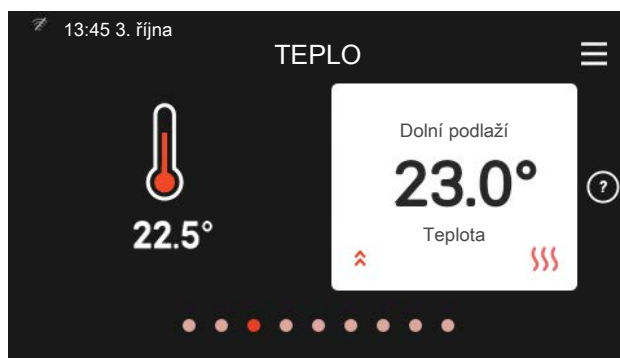 13:45 3. října
TEPLO
Dolní podlaží
23.0°
Teplota
22.5°
?